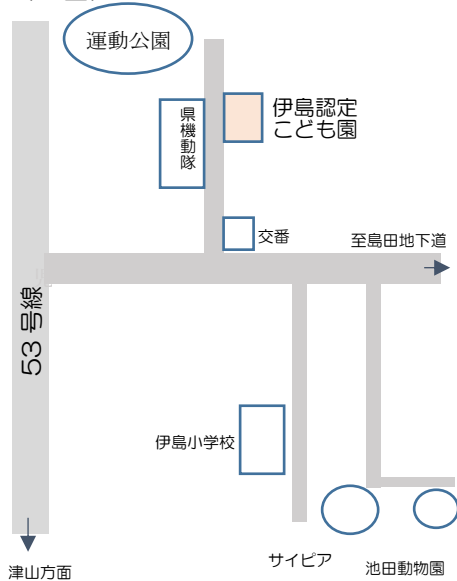 運動公園
県機動隊
伊島認定
こども園
交番
至島田地下道
53号線
伊島小学校
サイピア
池田動物園
津山方面